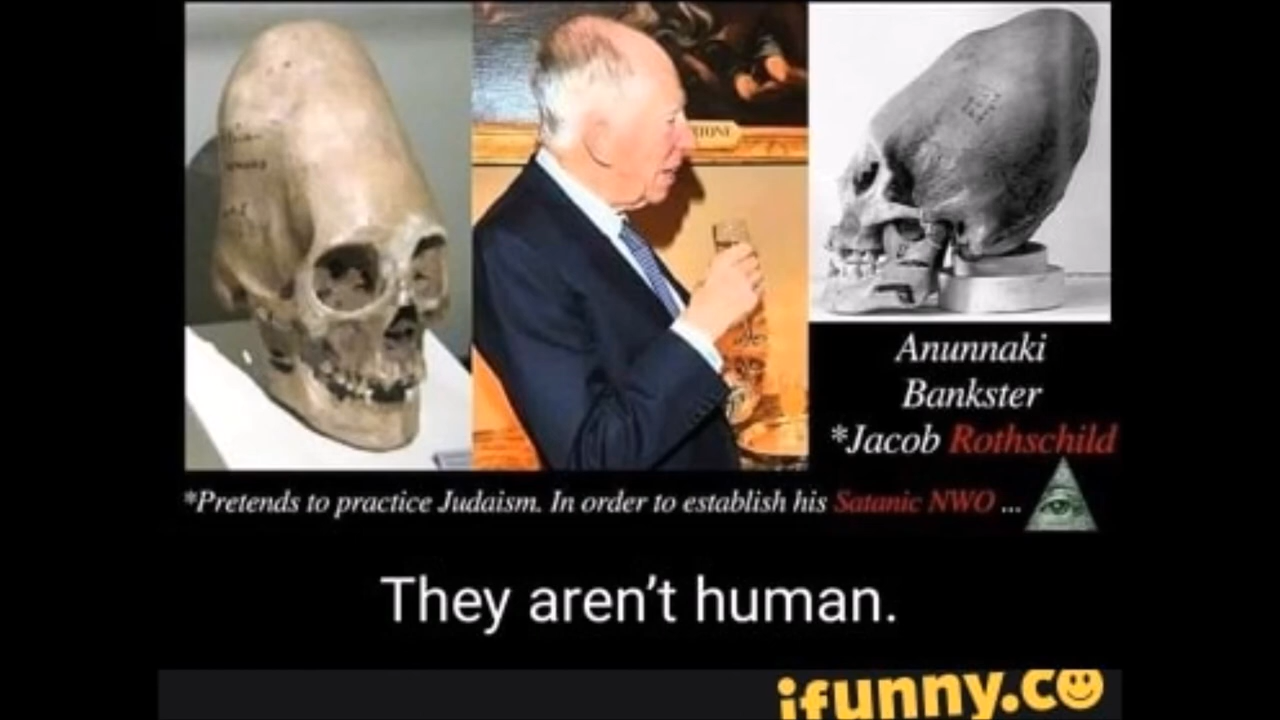 Anunnaki
Bankster
*Jacob Rothschild
*Pretends to practice Judaism. In order to establish his Satanic NWO ...
They aren't human.
ifunny.co